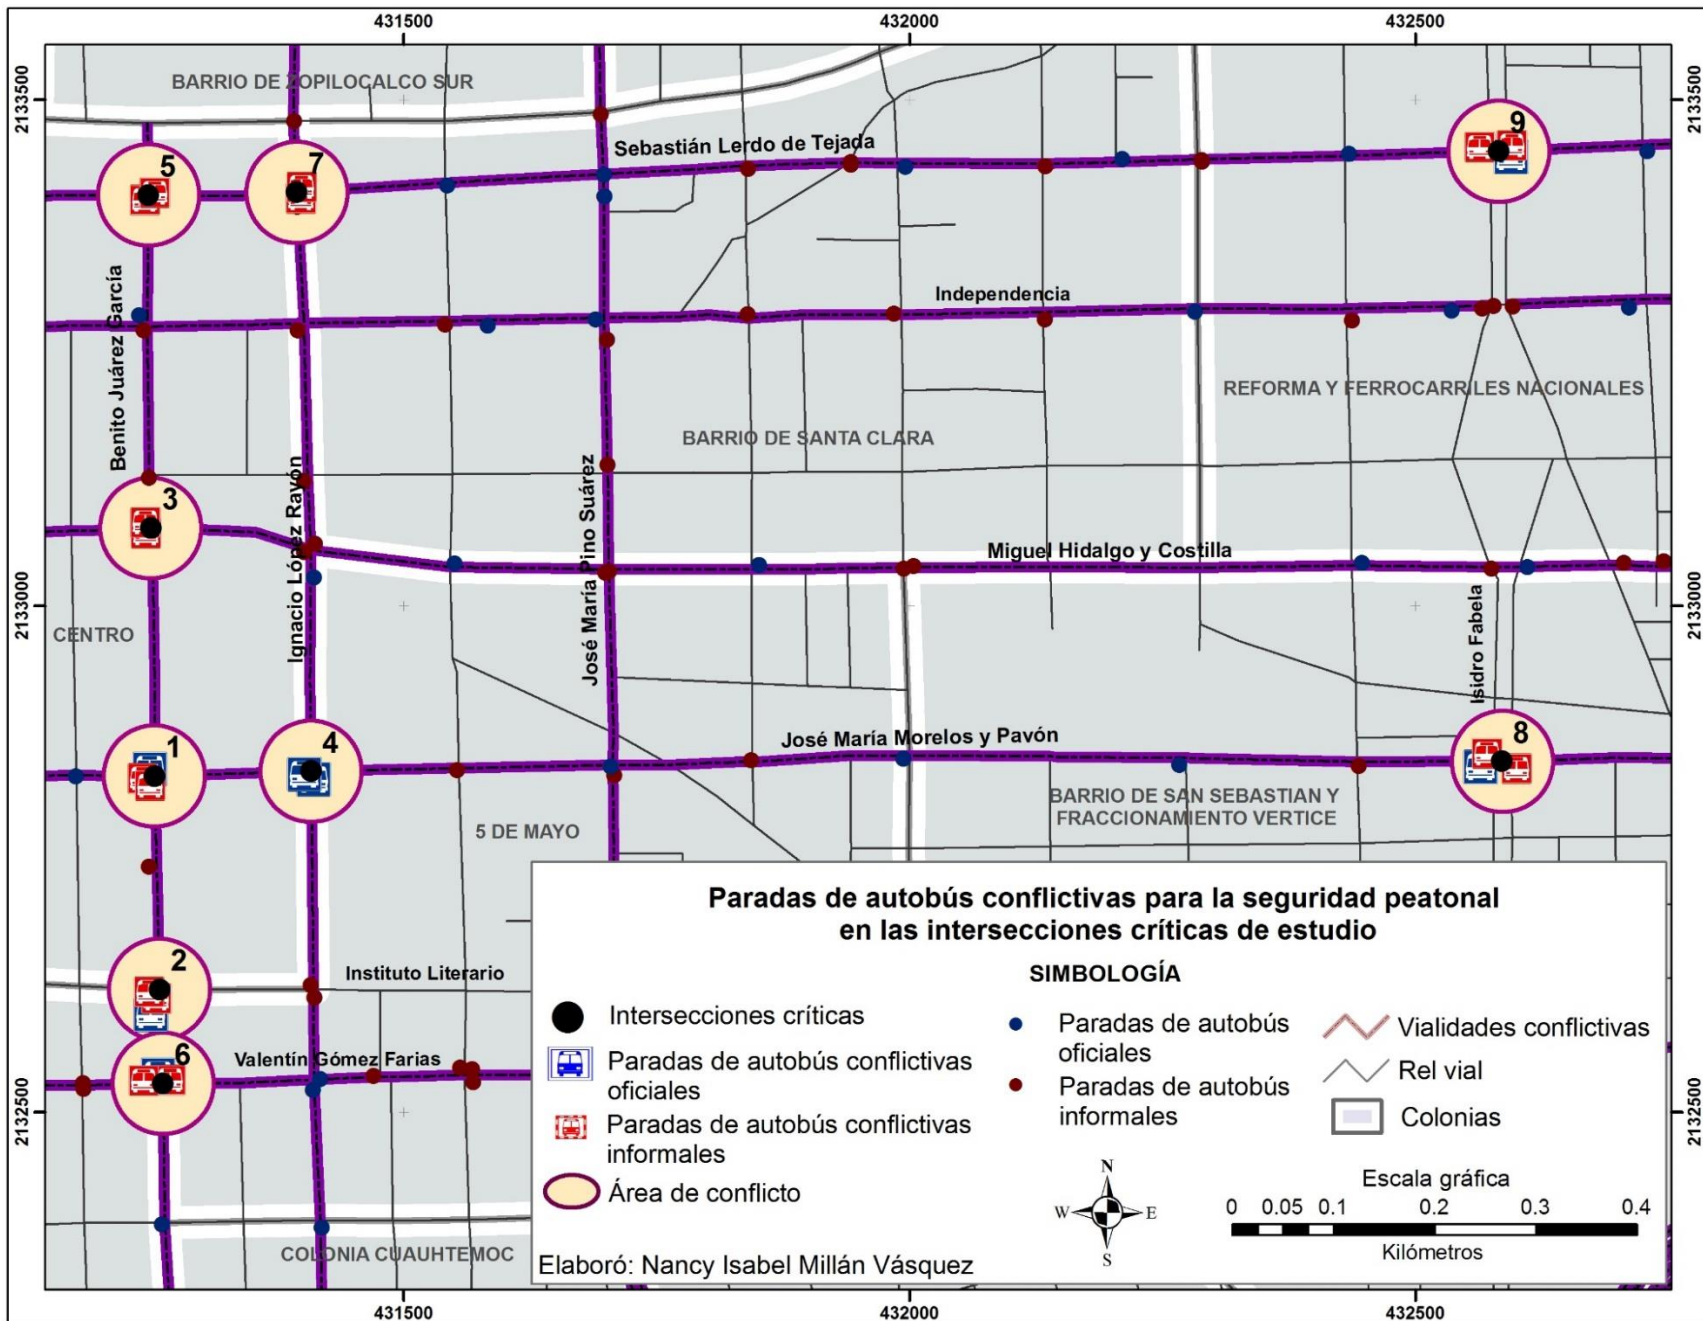 431500
432000
432500
2133500
2133500
BARRIO DE ZOPILOCALCO SUR
Sebastián Lerdo de Tejada
5
7
9
Benito Juárez García
Independencia
REFORMA Y FERROCARRILES NACIONALES
BARRIO DE SANTA CLARA
Ignacio López Rayón
José María Pino Suárez
3
Miguel Hidalgo y Costilla
2133000
2133000
CENTRO
Isidro Fabela
1
4
José María Morelos y Pavón
8
BARRIO DE SAN SEBASTIAN Y
FRACCIONAMIENTO VERTICE
5 DE MAYO
2
Instituto Literario
6
Valentín Gómez Farias
2132500
2132500
COLONIA CUAUHTEMOC
Paradas de autobús conflictivas para la seguridad peatonal
en las intersecciones críticas de estudio
SIMBOLOGÍA
Intersecciones críticas
Paradas de autobús conflictivas
oficiales
Paradas de autobús conflictivas
informales
Área de conflicto
Paradas de autobús
oficiales
Paradas de autobús
informales
Vialidades conflictivas
Rel vial
Colonias
N
W
E
S
Escala gráfica
0 0.05 0.1 0.2 0.3 0.4
Kilómetros
Elaboró: Nancy Isabel Millán Vásquez
431500
432000
432500